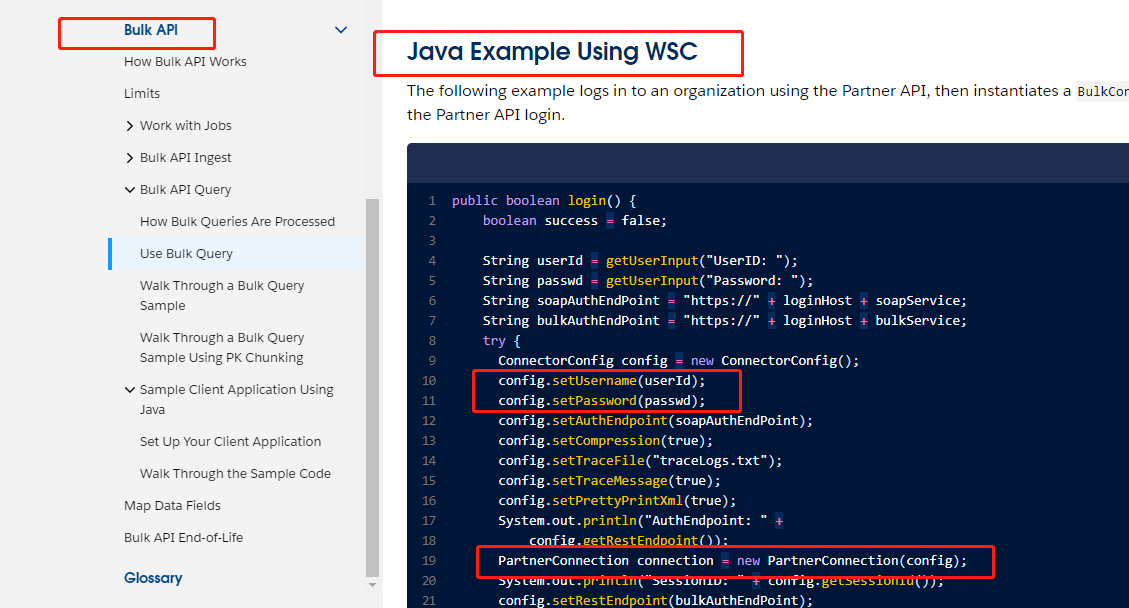 Bulk API
How Bulk API Works
Limits
Work with Jobs
Bulk API Ingest
Bulk API Query
How Bulk Queries Are Processed
Use Bulk Query
Walk Through a Bulk Query
Sample
Walk Through a Bulk Query
Sample Using PK Chunking
Sample Client Application Using
Java
Set Up Your Client Application
Walk Through the Sample Code
Map Data Fields
Bulk API End-of-Life
Glossary
Java Example Using WSC
The following example logs in to an organization using the Partner API, then instantiates a BulkCon
the Partner API login.
1 public boolean login() {
2 boolean success = false;
3
4 String userId = getUserInput("UserID: ");
5 String passwd = getUserInput("Password: ");
6 String soapAuthEndPoint = "https://" + loginHost + soapService;
7 String bulkAuthEndPoint = "https://" + loginHost + bulkService;
8 try {
9 ConnectorConfig config = new ConnectorConfig();
10 config.setUsername(userId);
11 config.setPassword(passwd);
12 config.setAuthEndpoint(soapAuthEndPoint);
13 config.setCompression(true);
14 config.setTraceFile("traceLogs.txt");
15 config.setTraceMessage(true);
16 config.setPrettyPrintXml(true);
17 System.out.println("AuthEndpoint: " +
18 config.getRestEndpoint());
19 PartnerConnection connection = new PartnerConnection(config);
20 System.out.println("SessionID: " + config.getSessionId());
21 config.setRestEndpoint(bulkAuthEndPoint);